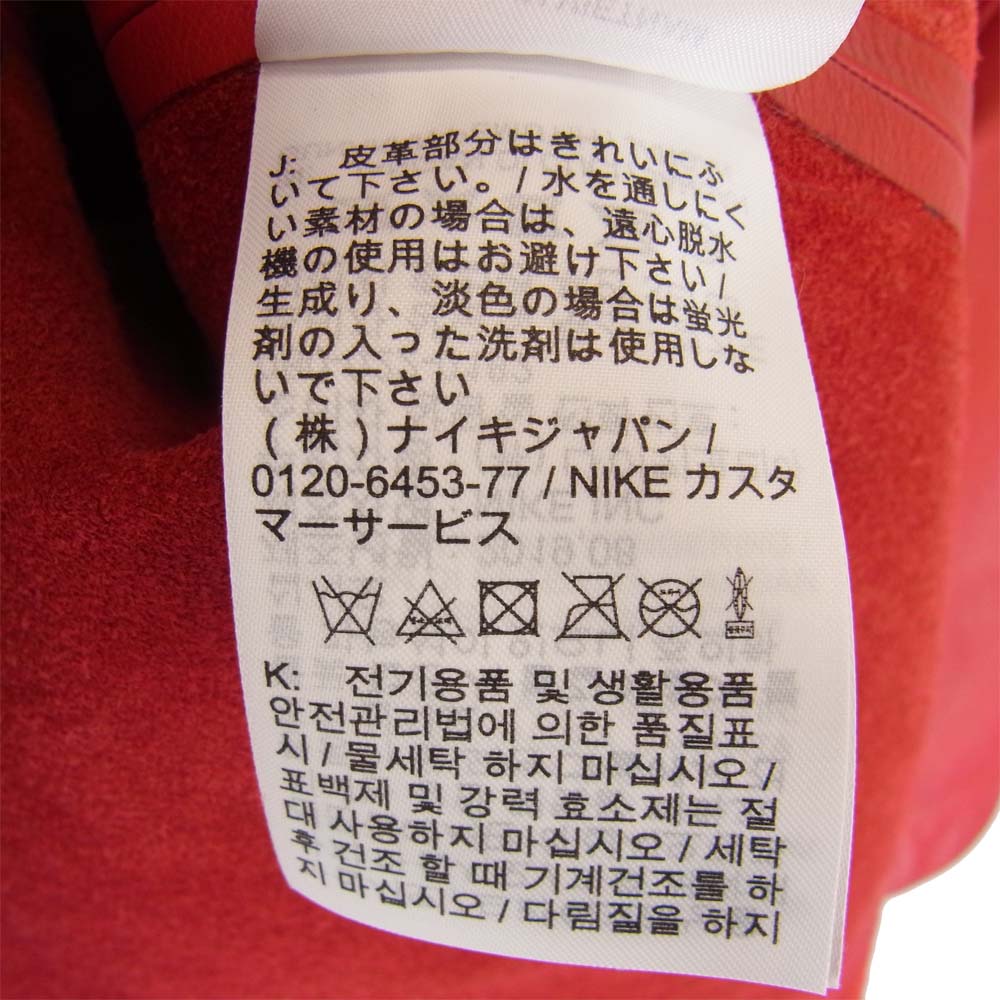 J: 皮革部分はきれいにふ
いて下さい。/ 水を通しにく
い素材の場合は、遠心脱水
機の使用はお避け下さい /
生成り、淡色の場合は蛍光
剤の入った洗剤は使用しな
いで下さい
(株) ナイキジャパン /
0120-6453-77 / NIKE カスタ
マーサービス
K: 전기용품 및 생활용품
안전관리법에 의한 품질표
시 / 물세탁 하지 마십시오 /
표백제 및 강력 효소제는 절
대 사용하지 마십시오 / 세탁
후 건조 할 때 기계건조를 하
지 마십시오 / 다림질을 하지